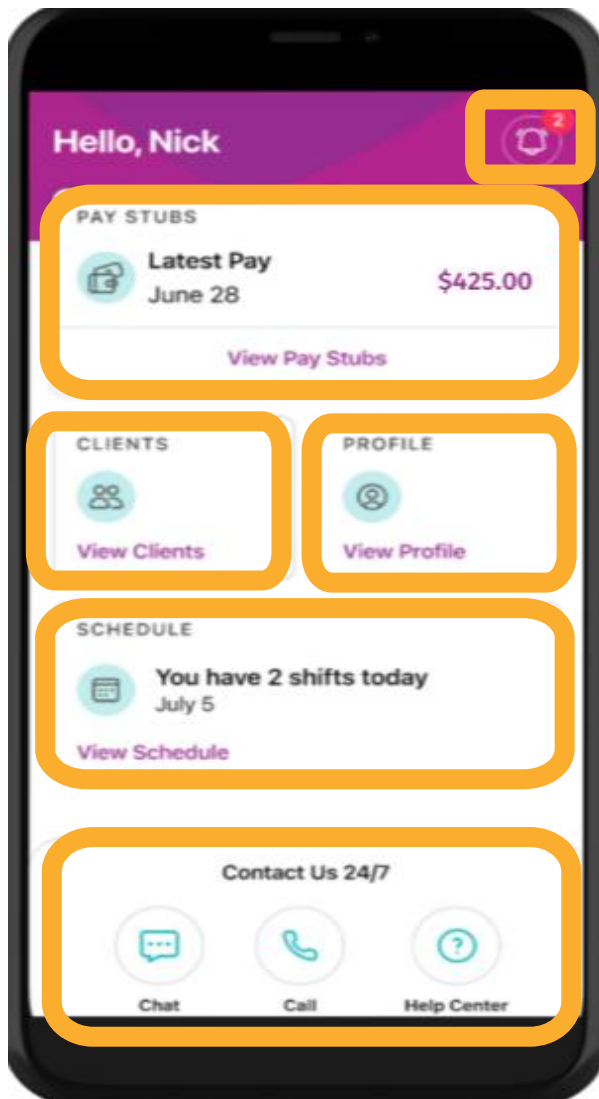 Hello, Nick
2
PAY STUBS
Latest Pay
June 28
$425.00
View Pay Stubs
CLIENTS
View Clients
PROFILE
View Profile
SCHEDULE
You have 2 shifts today
July 5
View Schedule
Contact Us 24/7
Chat
Call
Help Center